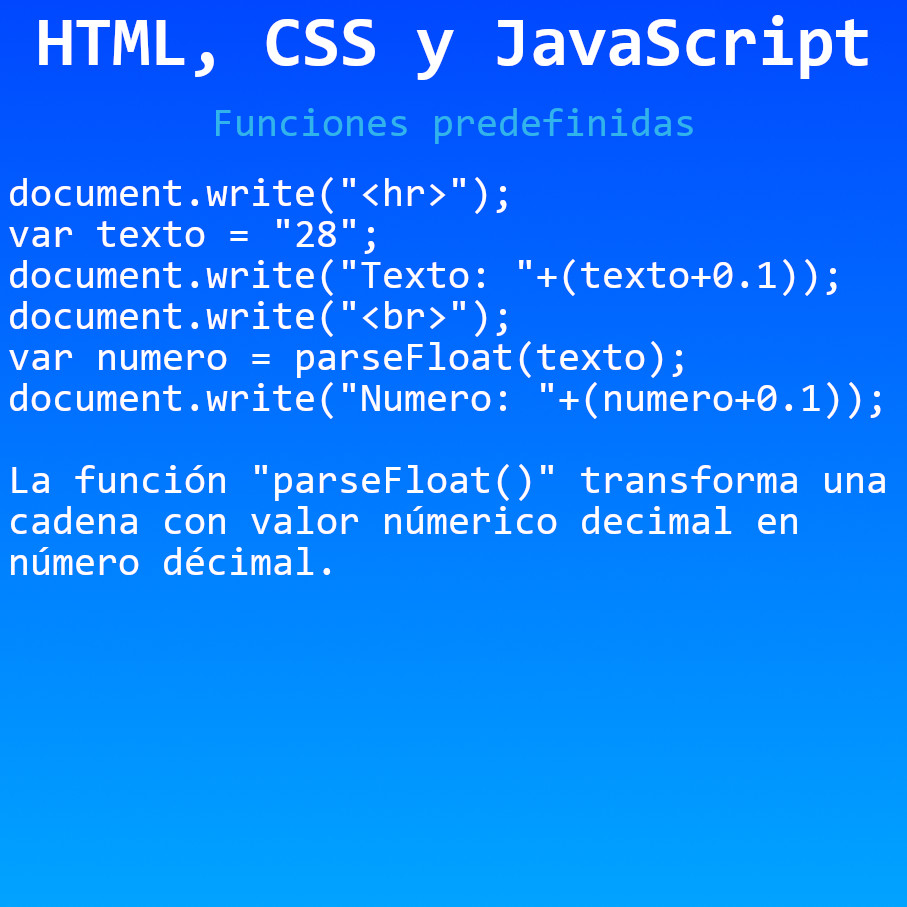 HTML, CSS y JavaScript
Funciones predefinidas
document.write("<hr>");
var texto = "28";
document.write("Texto: "+(texto+0.1));
document.write("<br>");
var numero = parseFloat(texto);
document.write("Numero: "+(numero+0.1));
La función "parseFloat()" transforma una
cadena con valor númerico decimal en
número décimal.